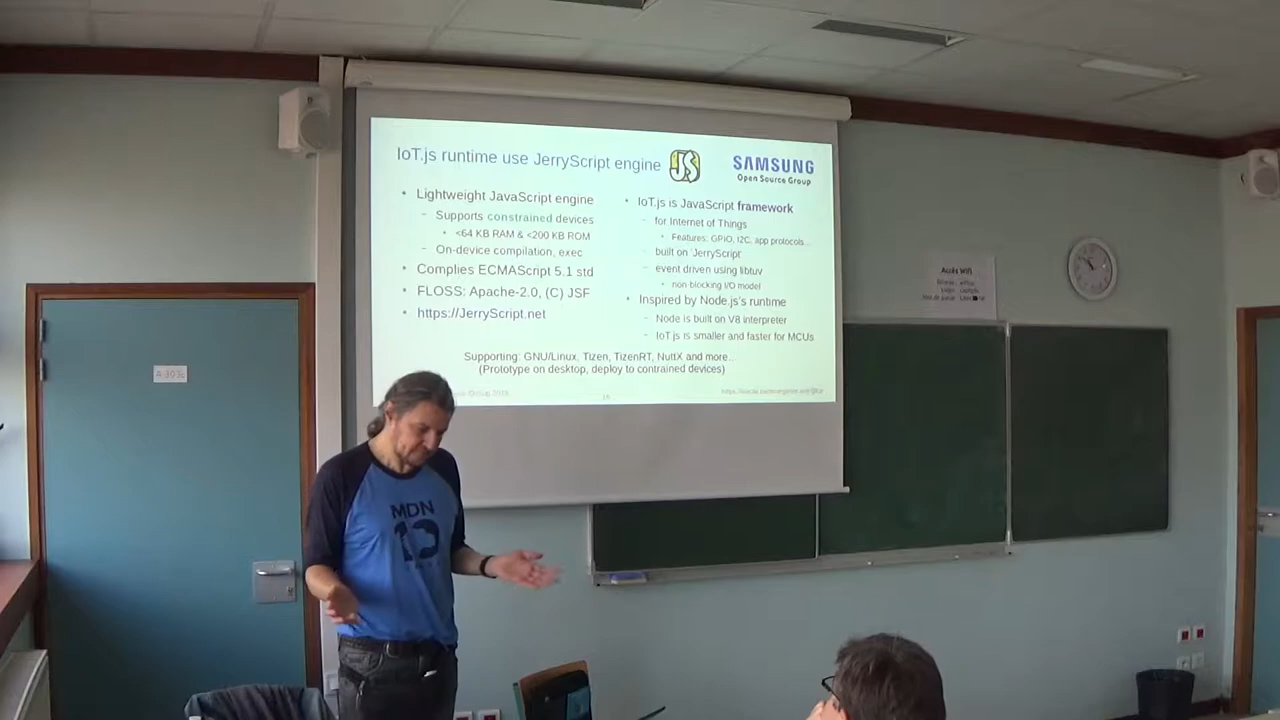 IoT.js runtime use JerryScript engine
JS
SAMSUNG
Open Source Group
• Lightweight JavaScript engine
– Supports constrained devices
• <64 KB RAM & <200 KB ROM
– On-device compilation, exec
• Complies ECMAScript 5.1 std
• FLOSS: Apache-2.0, (C) JSF
• https://JerryScript.net
• IoT.js is JavaScript framework
– for Internet of Things
• Features: GPIO, I2C, app protocols...
– built on 'JerryScript'
– event driven using libtuv
• non blocking I/O model
• Inspired by Node.js's runtime
– Node is built on V8 interpreter
– IoT.js is smaller and faster for MCUs
Supporting: GNU/Linux, Tizen, TizenRT, NuttX and more...
(Prototype on desktop, deploy to contrained devices)
16
MDN
Accès Wifi